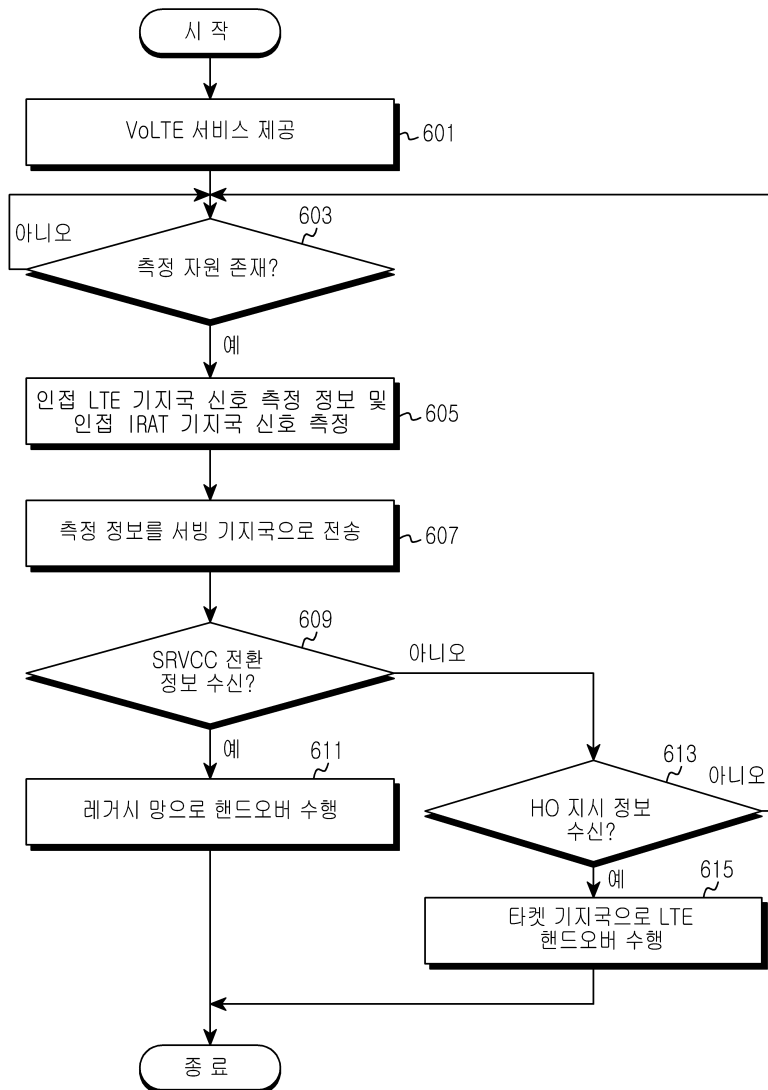 시 작
VoLTE 서비스 제공
601
603
아니오
측정 자원 존재?
예
인접 LTE 기지국 신호 측정 정보 및
인접 IRAT 기지국 신호 측정
605
측정 정보를 서빙 기지국으로 전송
607
609
SRVCC 전환
정보 수신?
아니오
예
611
레거시 망으로 핸드오버 수행
613
아니오
HO 지시 정보
수신?
예
615
타켓 기지국으로 LTE
핸드오버 수행
종 료